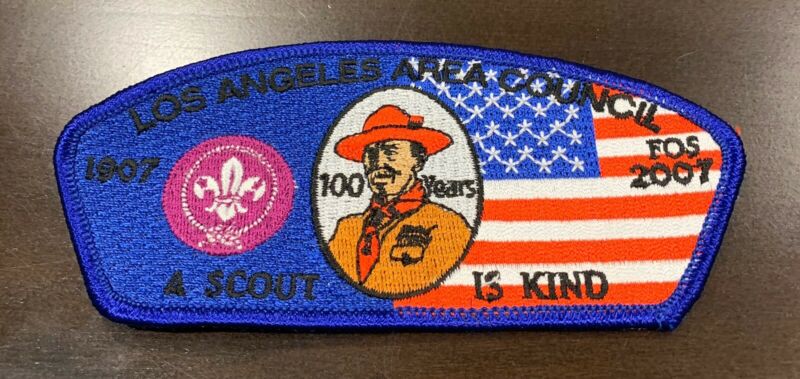 LOS ANGELES AREA COUNCIL
1907
100 Years
FOS
2007
A SCOUT IS KIND